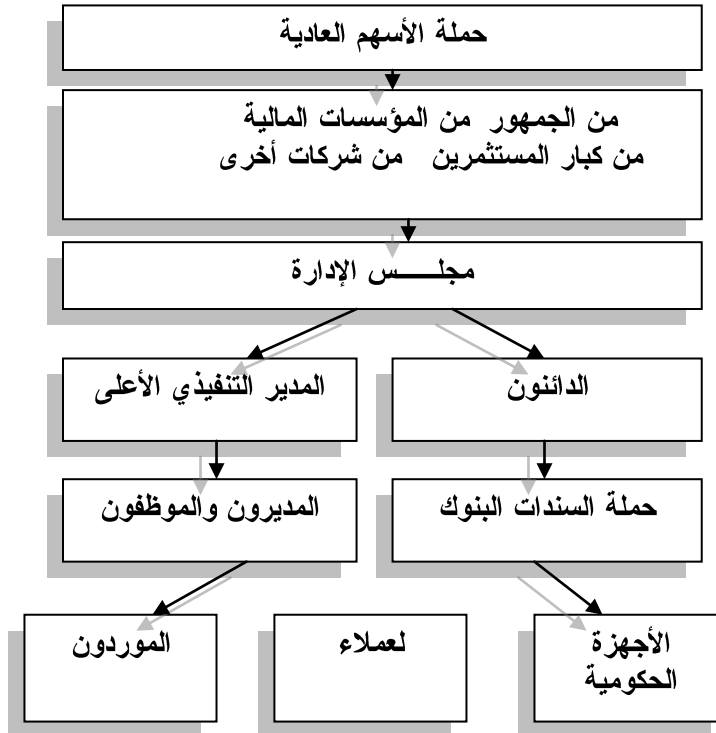 حملة الأسهم العادية
من الجمهور من المؤسسات المالية
من كبار المستثمرين من شركات أخرى
مجلـــــس الإدارة
الدائنون
المدير التنفيذي الأعلى
حملة السندات البنوك
المديرون والموظفون
الأجهزة
الحكومية
لعملاء
الموردون